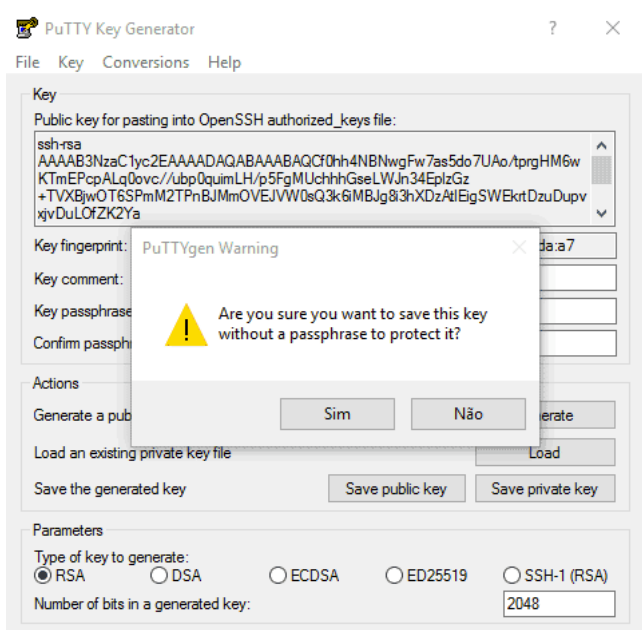 PuTTY Key Generator
File Key Conversions Help
Key
Public key for pasting into OpenSSH authorized_keys file:
ssh-rsa
AAAAB3NzaC1yc2EAAAADAQABAAABAQCf0hh4NBNwgFw7as5do7UAo/tprgHM6w
KTmEPcpALq0ovc//ubp0quimLH/p5FgMUchhhGseLWJn34EplzGz
+TVXBjwOT6SPmM2TPnBJMmOVEJVW0sQ3k6iMBJg8i3hXDzAtlEigSWEkrtDzuDupv
xjvDuLOfZK2Ya
Key fingerprint: da:a7
Key comment:
Key passphrase
Confirm passphr
PuTTYgen Warning
Are you sure you want to save this key
without a passphrase to protect it?
Sim Não
Actions
Generate a pub erate
Load an existing private key file Load
Save the generated key Save public key Save private key
Parameters
Type of key to generate:
RSA DSA ECDSA ED25519 SSH-1 (RSA)
Number of bits in a generated key: 2048